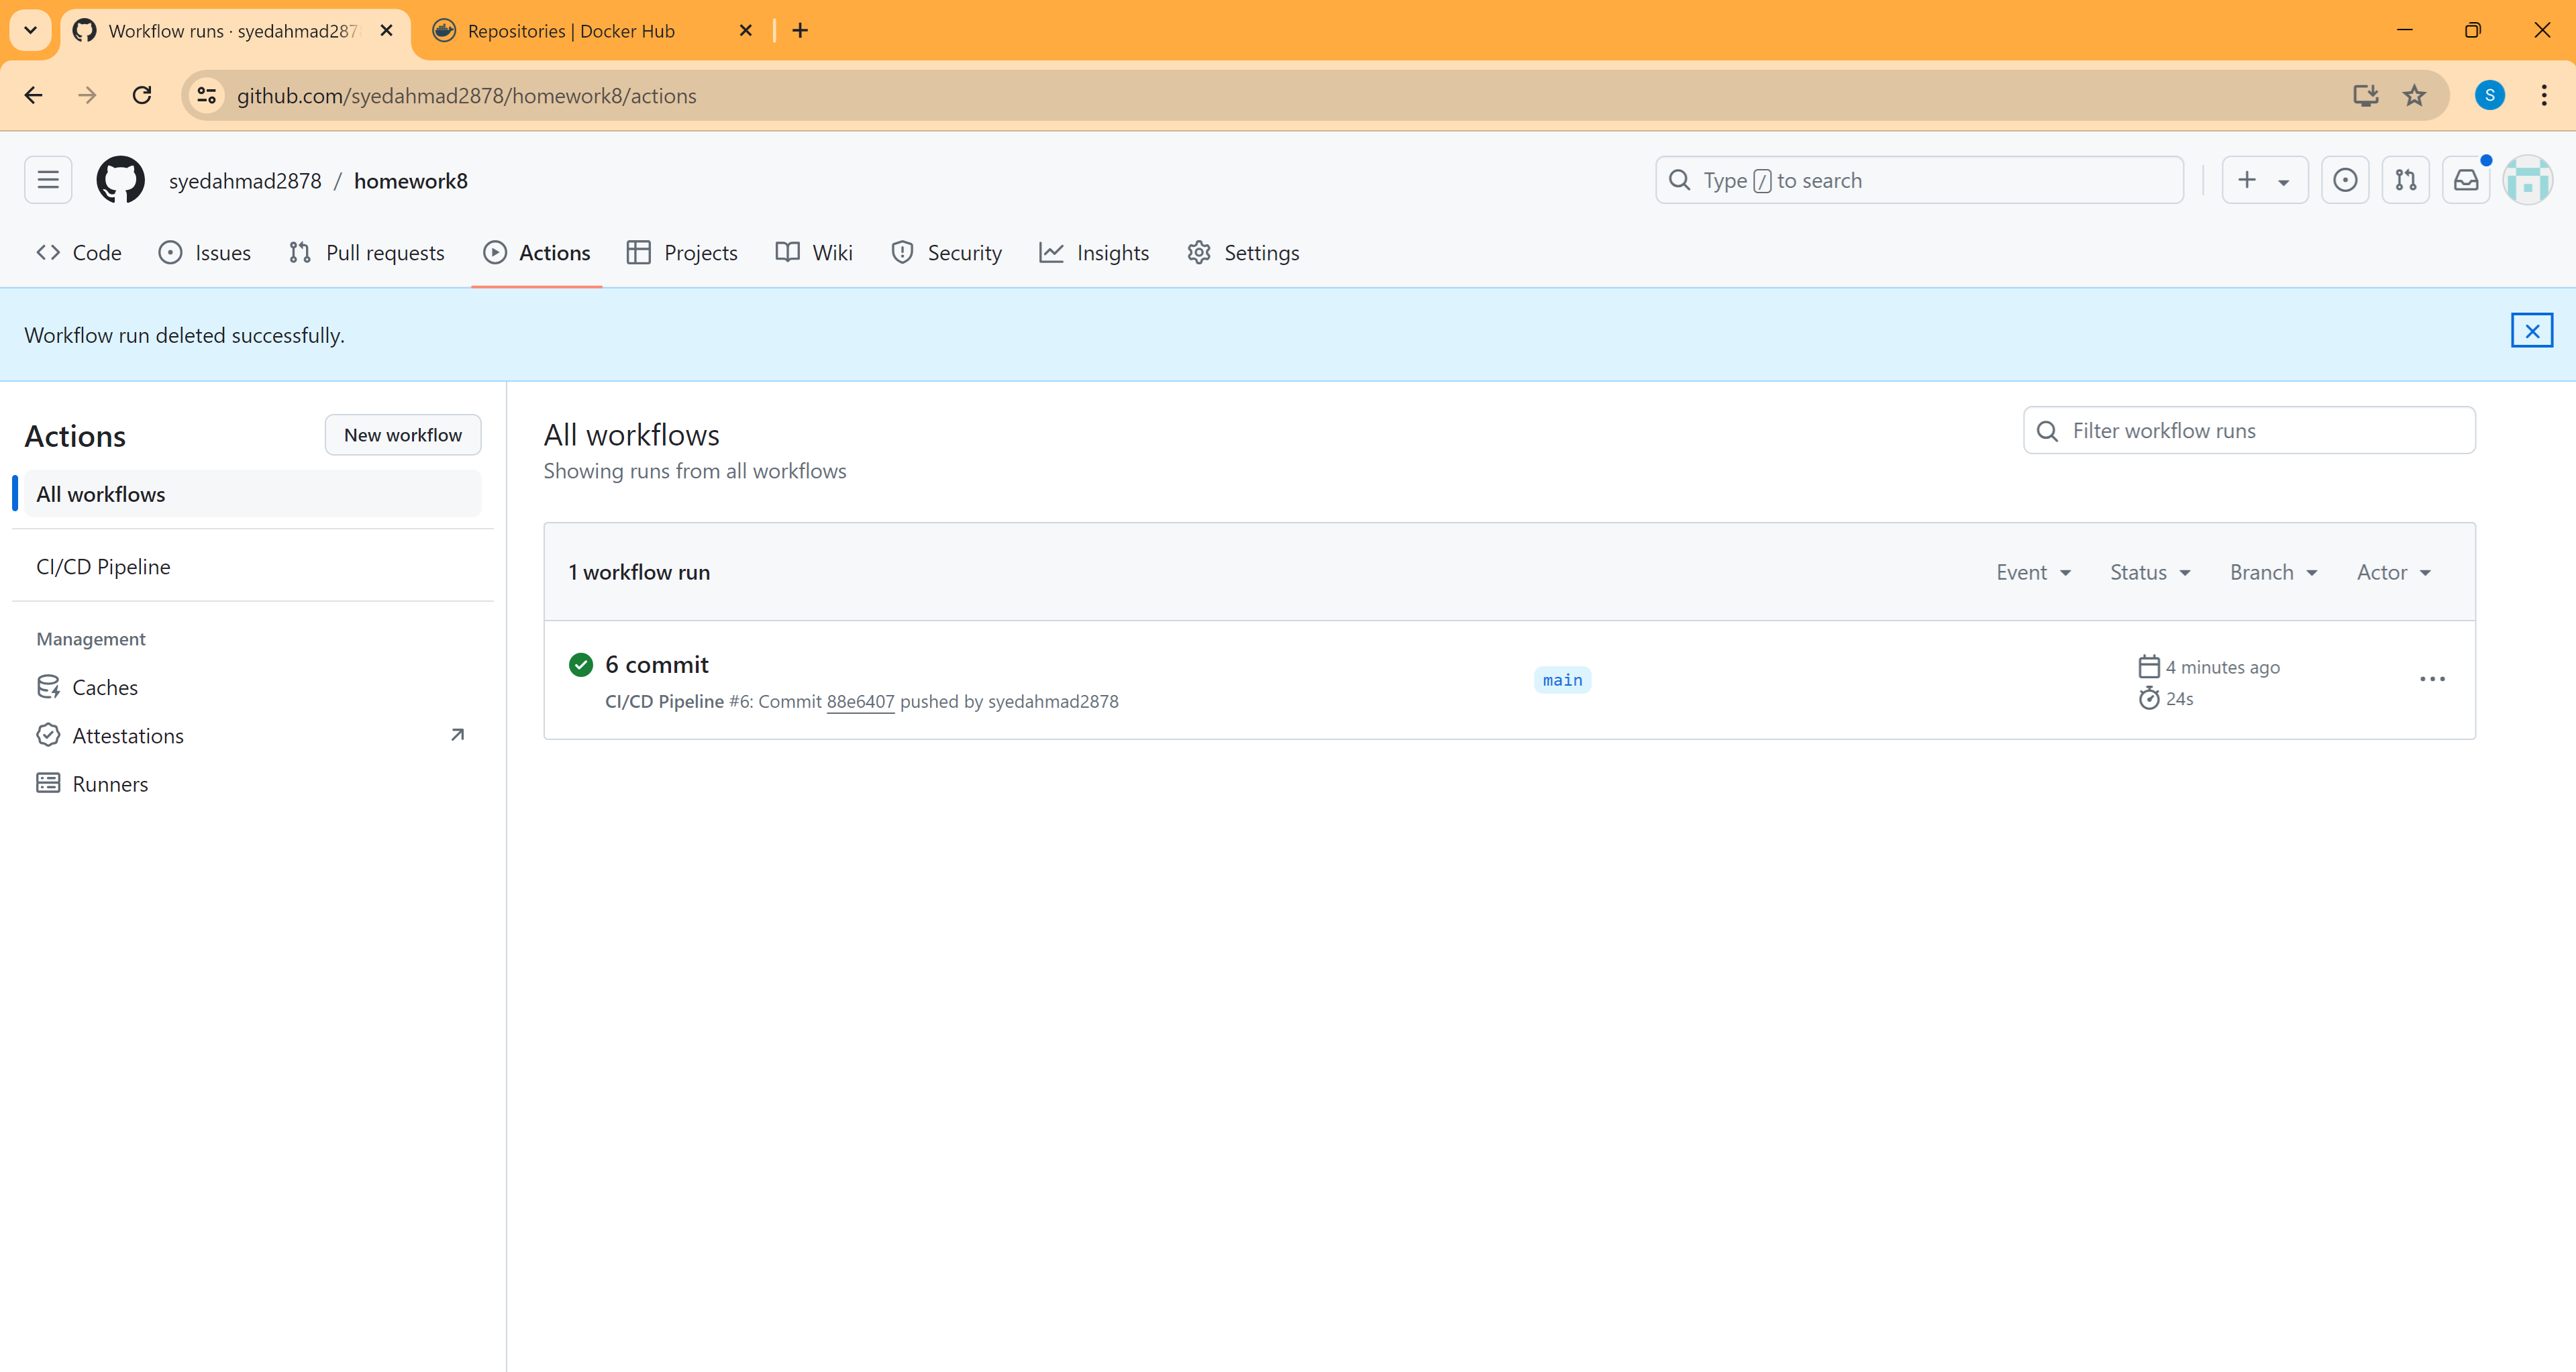 Workflow runs · syedahmad287
Repositories | Docker Hub
github.com/syedahmad2878/homework8/actions
S
syedahmad2878 / homework8
Type / to search
Code
Issues
Pull requests
Actions
Projects
Wiki
Security
Insights
Settings
Workflow run deleted successfully.
Actions
New workflow
All workflows
CI/CD Pipeline
Management
Caches
Attestations
Runners
All workflows
Showing runs from all workflows
Filter workflow runs
1 workflow run
Event
Status
Branch
Actor
6 commit
CI/CD Pipeline #6: Commit 88e6407 pushed by syedahmad2878
main
4 minutes ago
24s